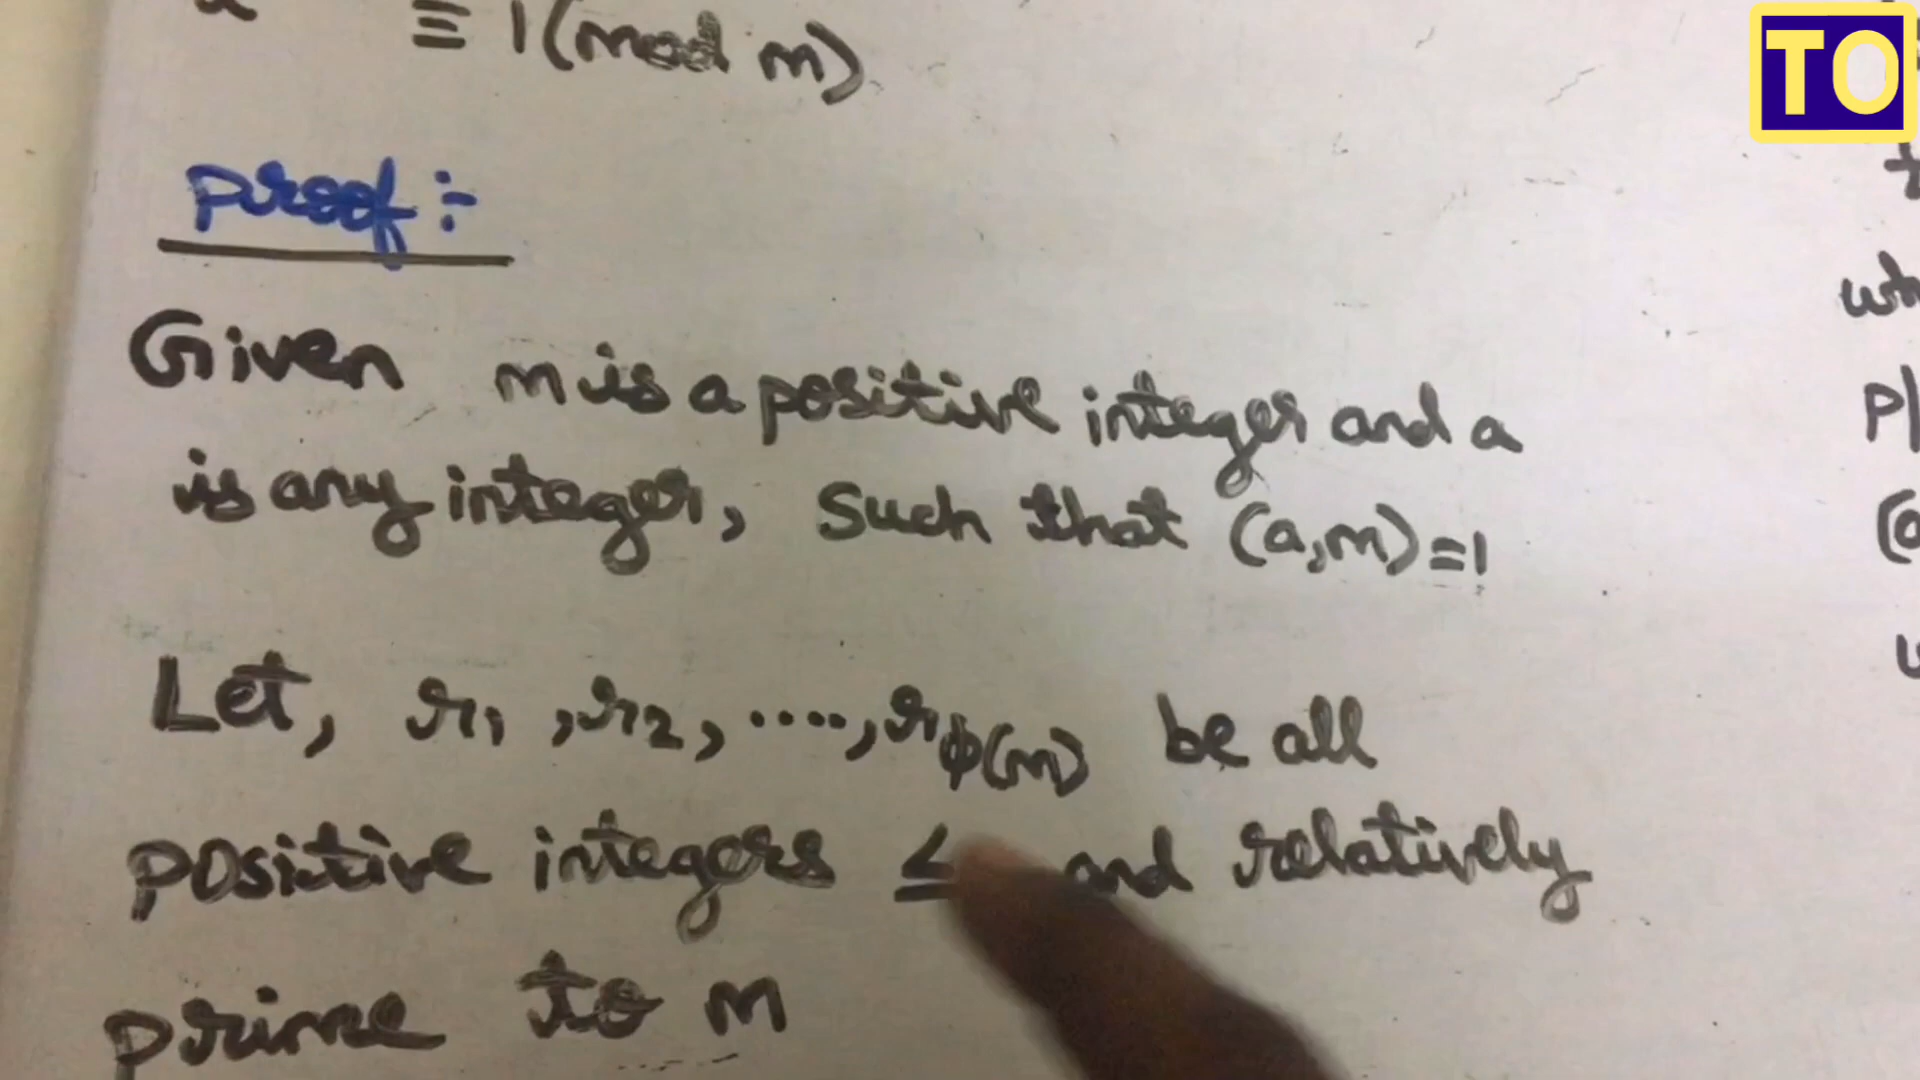 ≡ 1(mod m)
TO
Proof :-
Given m is a positive integer and a
is any integer, such that (a,m)=1
Let, r1, r2, ...., rϕ(m) be all
positive integers ≤ and relatively
prime to m
P|